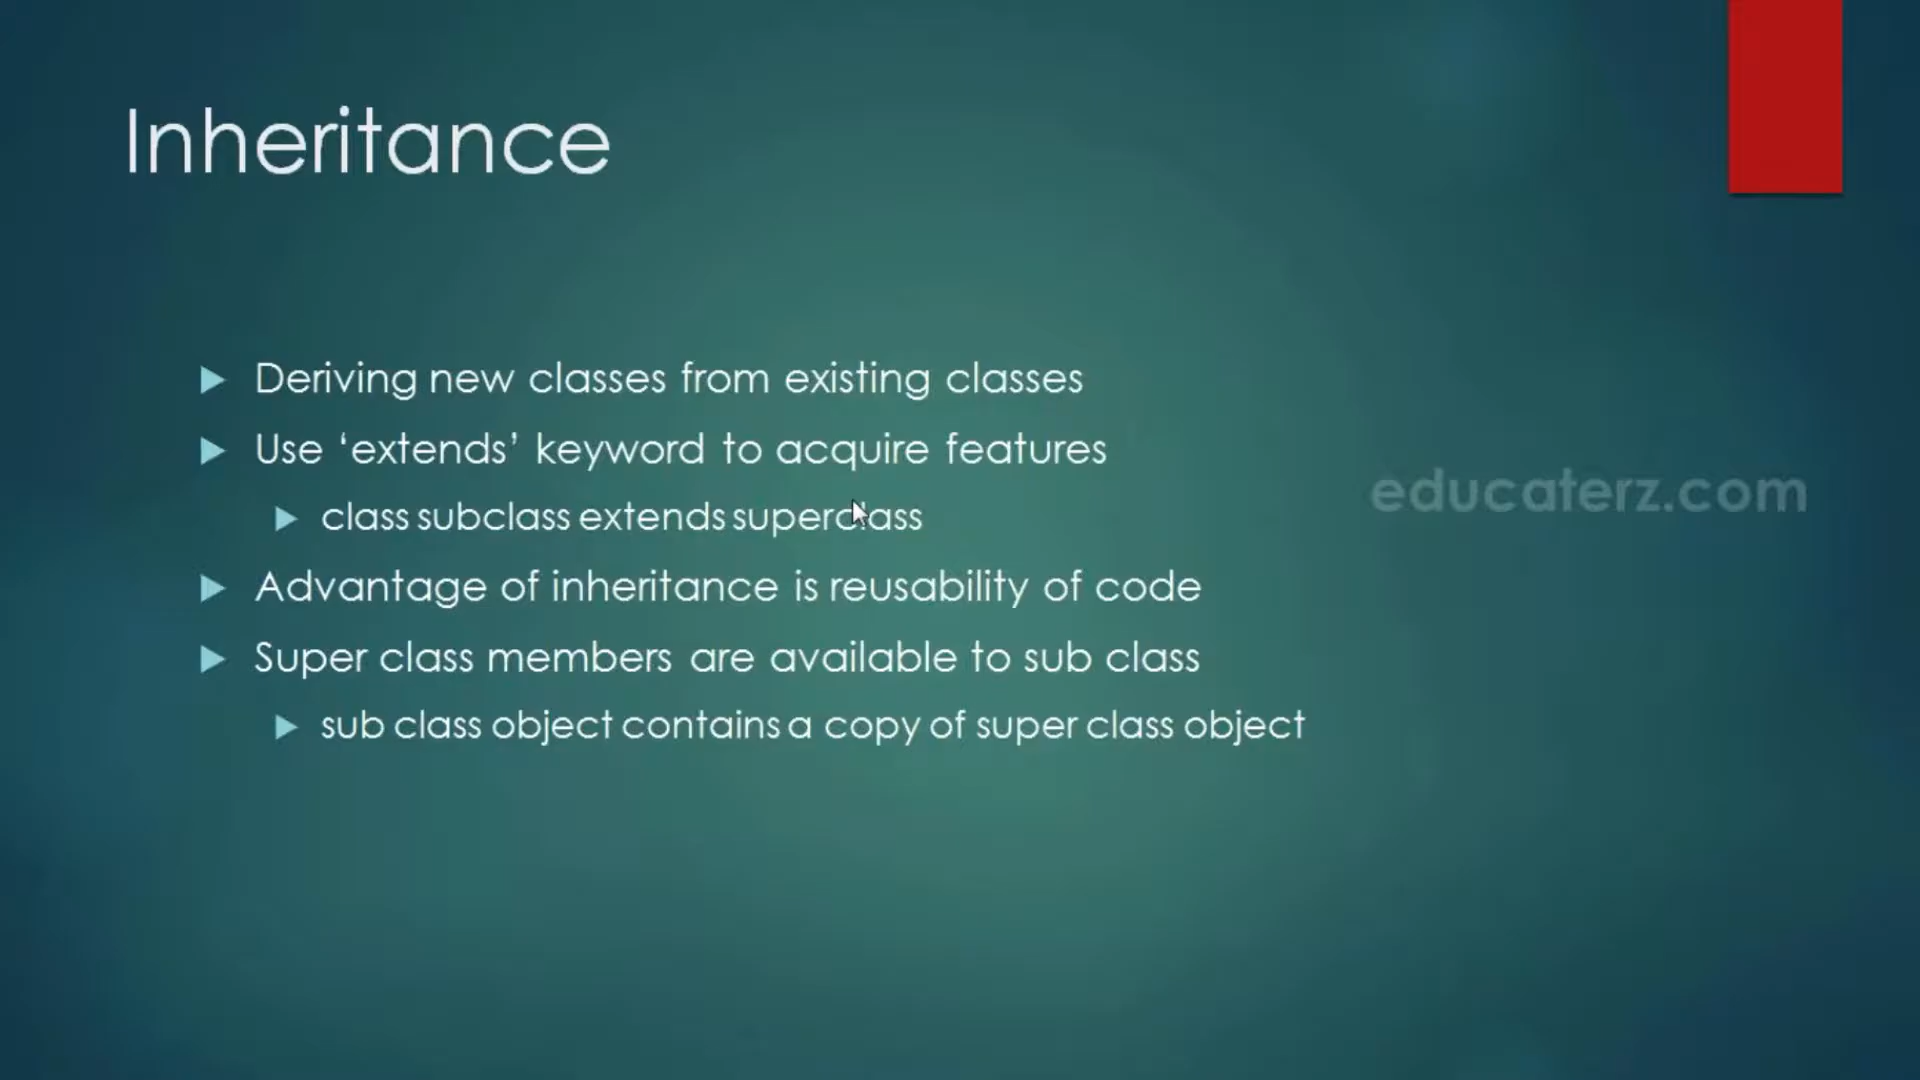 Inheritance
Deriving new classes from existing classes
Use ‘extends’ keyword to acquire features
educaterz.com
class subclass extends superclass
Advantage of inheritance is reusability of code
Super class members are available to sub class
sub class object contains a copy of super class object